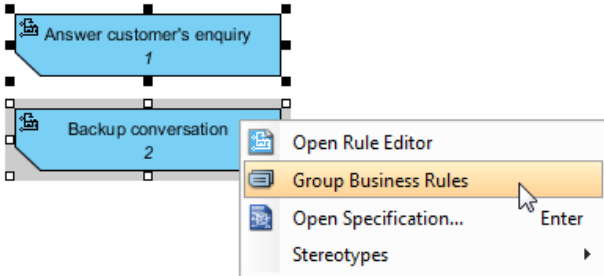 Answer customer's enquiry
1
Backup conversation
2
Open Rule Editor
Group Business Rules
Open Specification... Enter
Stereotypes